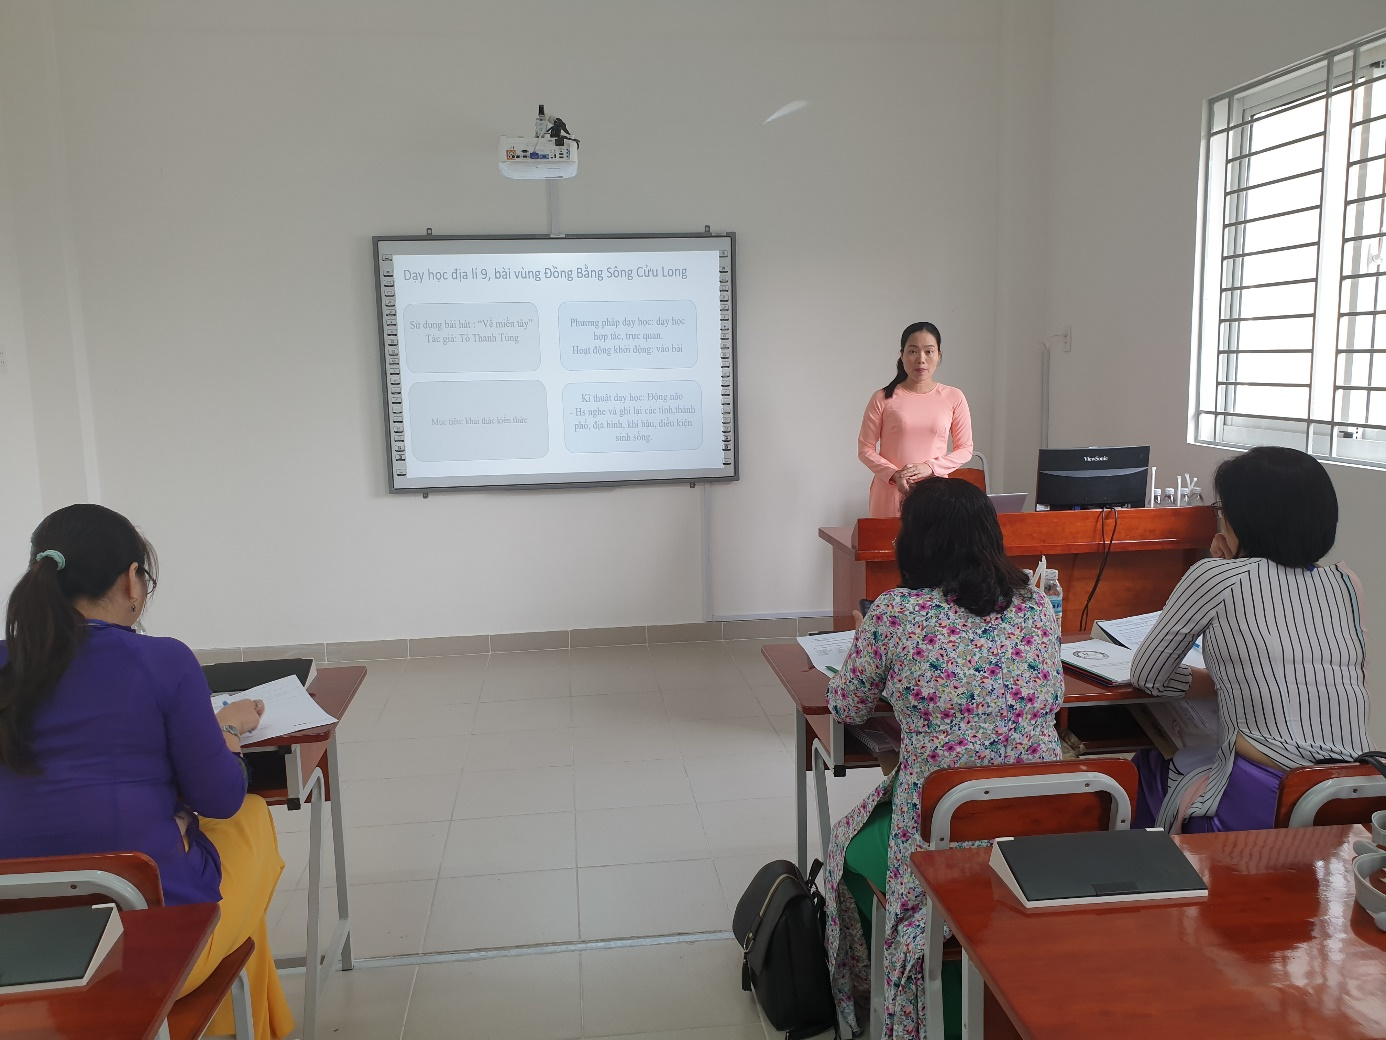 Dạy học địa lí 9, bài vùng Đồng Bằng Sông Cửu Long
Sử dụng bài hát : “Về miền tây”
Tác giả: Tô Thanh Tùng
Phương pháp dạy học: dạy học
hợp tác, trực quan.
Hoạt động khởi động: vào bài
Mục tiêu: khai thác kiến thức
Kĩ thuật dạy học: Động não
- Hs nghe và ghi lại các tỉnh,thành
phố, địa hình, khí hậu, điều kiện
sinh sống.
ViewSonic